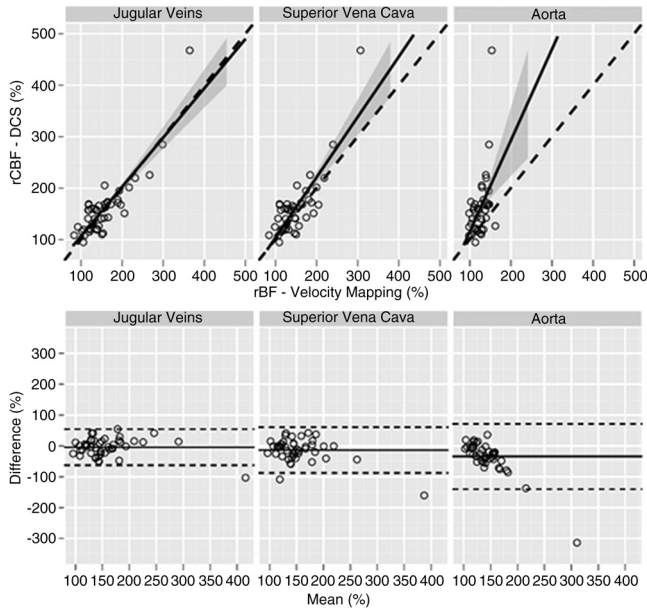 Jugular Veins Superior Vena Cava Aorta
500
400
300
200
100
rCBF - DCS (%)
100 200 300 400 500 100 200 300 400 500 100 200 300 400 500
rBF - Velocity Mapping (%)
Jugular Veins Superior Vena Cava Aorta
300
200
100
0
-100
-200
-300
Difference (%)
100 150 200 250 300 350 400 100 150 200 250 300 350 400 100 150 200 250 300 350 400
Mean (%)